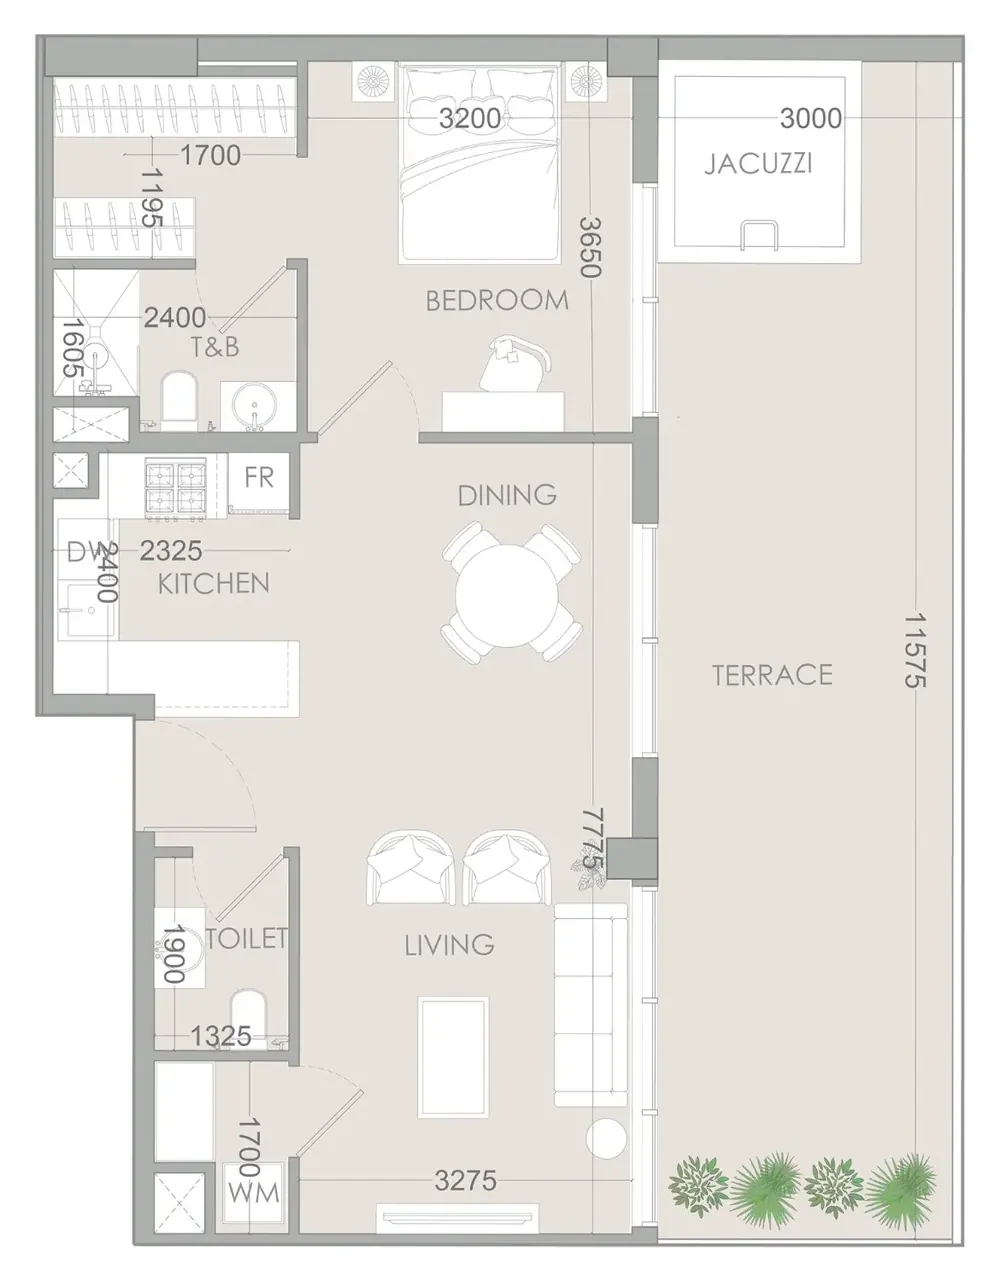 3200
3000
JACUZZI
1700
1195
3650
BEDROOM
2400
T&B
1605
FR
DINING
DW
2325
2400
KITCHEN
11575
TERRACE
7775
TOILET
1900
LIVING
1325
1700
WM
3275